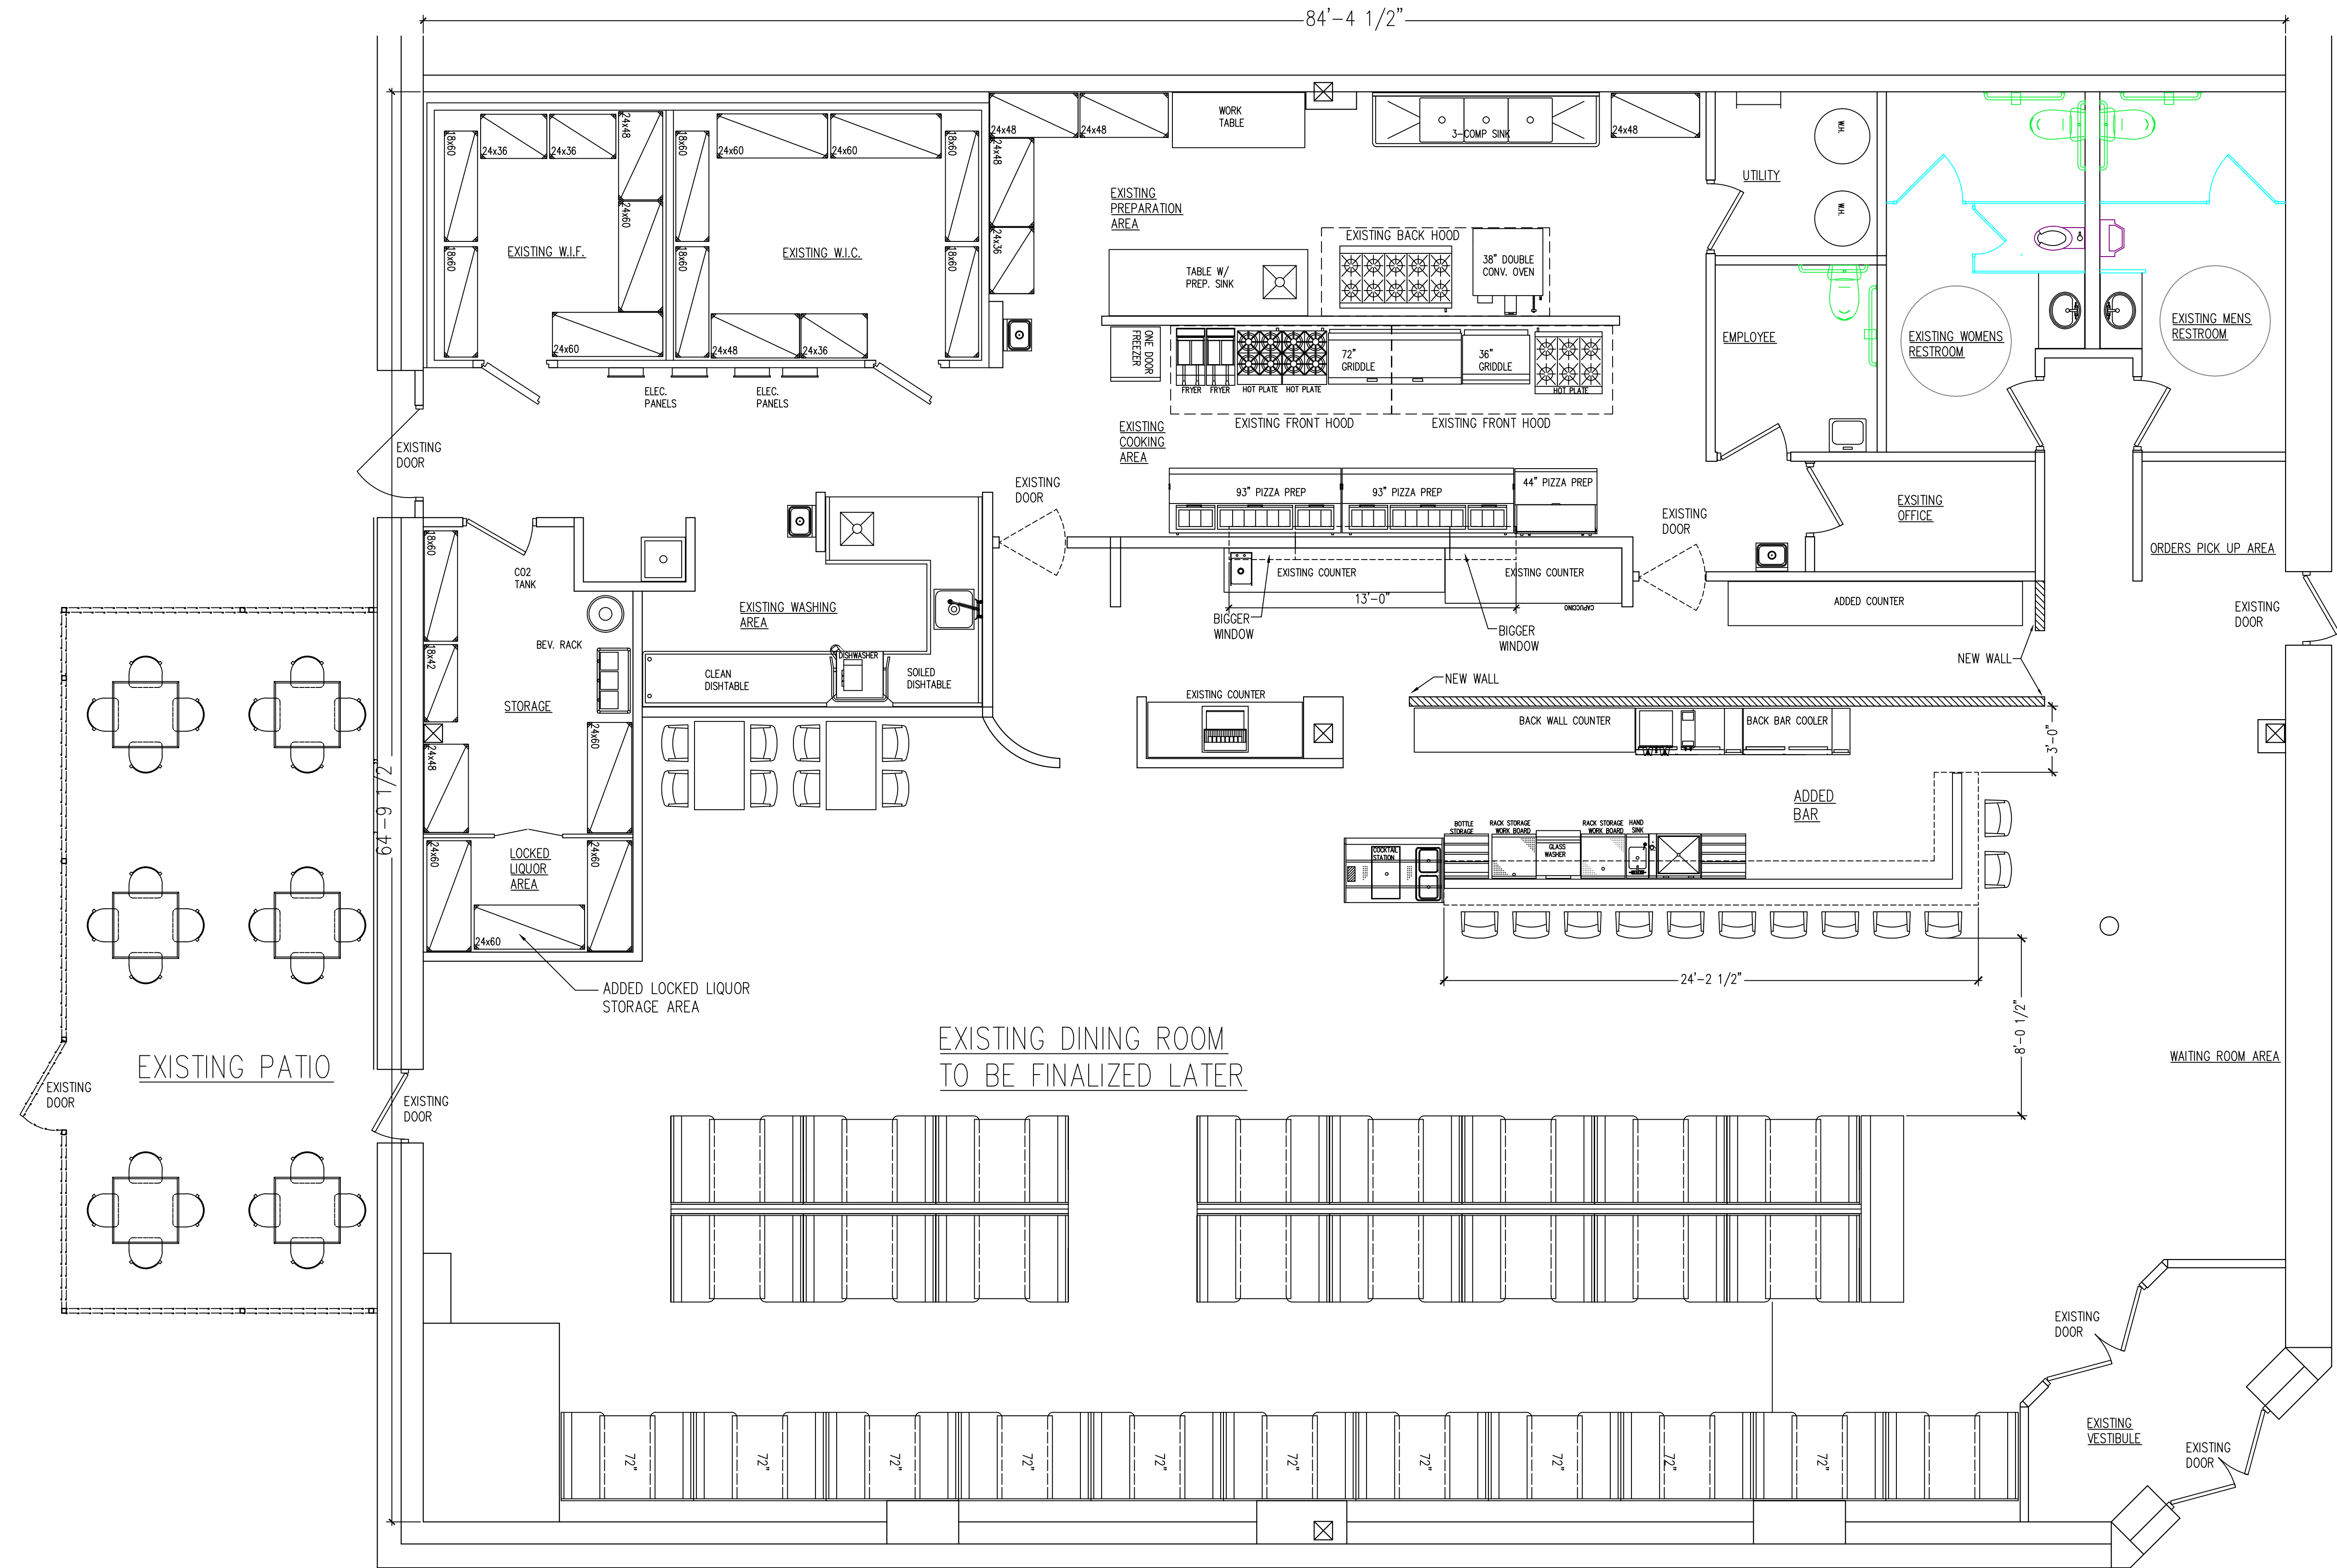 84'-4 1/2"
18x60
24x36
24x36
24x48
18x60
24x60
24x60
18x60
24x48
24x48
WORK
TABLE
3-COMP SINK
24x48
W.H.
24x48
24x36
EXISTING
PREPARATION
AREA
UTILITY
W.H.
18x60
EXISTING W.I.F.
24x60
18x60
EXISTING W.I.C.
18x60
EXISTING BACK HOOD
TABLE W/
PREP. SINK
38" DOUBLE
CONV. OVEN
24x60
24x48
24x36
ONE DOOR
FREEZER
72"
GRIDDLE
36"
GRIDDLE
FRYER
FRYER
HOT PLATE
HOT PLATE
HOT PLATE
EMPLOYEE
EXISTING WOMENS
RESTROOM
EXISTING MENS
RESTROOM
ELEC.
PANELS
ELEC.
PANELS
EXISTING FRONT HOOD
EXISTING FRONT HOOD
EXISTING
COOKING
AREA
EXISTING
DOOR
EXISTING
DOOR
93" PIZZA PREP
93" PIZZA PREP
44" PIZZA PREP
EXISTING
DOOR
EXSITING
OFFICE
ORDERS PICK UP AREA
18x60
CO2
TANK
EXISTING COUNTER
EXISTING COUNTER
13'-0"
CAPUCCINO
ADDED COUNTER
EXISTING
DOOR
EXISTING WASHING
AREA
BIGGER
WINDOW
BIGGER
WINDOW
BEV. RACK
18x42
DISHWASHER
CLEAN
DISHTABLE
SOILED
DISHTABLE
NEW WALL
NEW WALL
STORAGE
EXISTING COUNTER
BACK WALL COUNTER
BACK BAR COOLER
3'-0"
24x48
24x60
64'-9 1/2"
ADDED
BAR
BOTTLE
STORAGE
RACK STORAGE
WORK BOARD
GLASS
WASHER
RACK STORAGE
WORK BOARD
HAND
SINK
COCKTAIL
STATION
24x60
LOCKED
LIQUOR
AREA
24x60
24x60
ADDED LOCKED LIQUOR
STORAGE AREA
24'-2 1/2"
8'-0 1/2"
EXISTING DINING ROOM
TO BE FINALIZED LATER
WAITING ROOM AREA
EXISTING PATIO
EXISTING
DOOR
EXISTING
DOOR
EXISTING
DOOR
72"
72"
72"
72"
72"
72"
72"
72"
72"
72"
EXISTING
VESTIBULE
EXISTING
DOOR